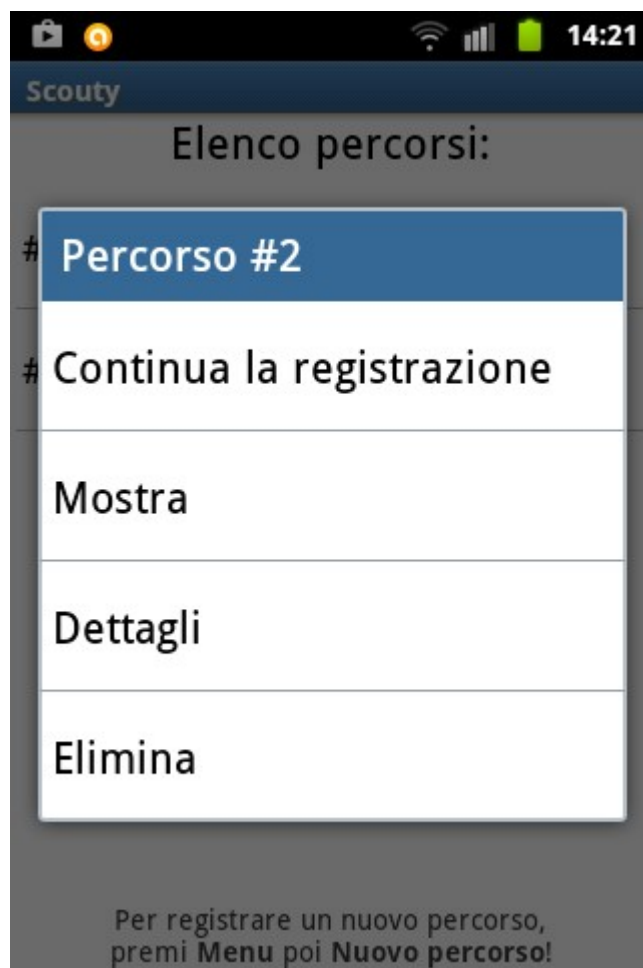 14:21
Scouty
Elenco percorsi:
#
Percorso #2
#
Continua la registrazione
Mostra
Dettagli
Elimina
Per registrare un nuovo percorso,
premi Menu poi Nuovo percorso!